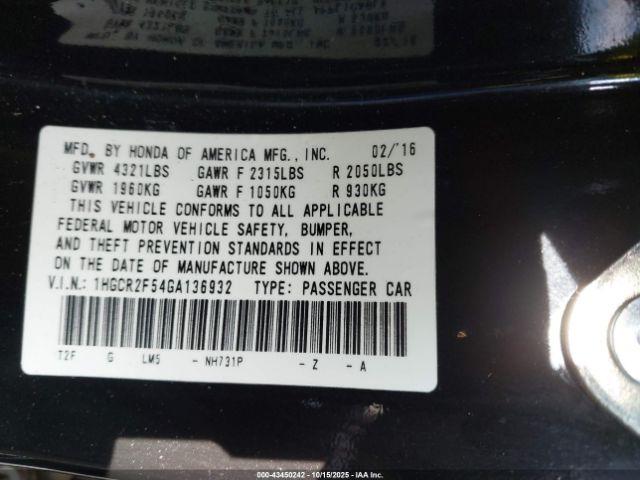 MFD. BY HONDA OF AMERICA MFG., INC. 02/'16
GVWR 4321LBS GAWR F 2315LBS R 2050LBS
GVWR 1960KG GAWR F 1050KG R 930KG
THIS VEHICLE CONFORMS TO ALL APPLICABLE
FEDERAL MOTOR VEHICLE SAFETY, BUMPER,
AND THEFT PREVENTION STANDARDS IN EFFECT
ON THE DATE OF MANUFACTURE SHOWN ABOVE.
V.I.N.: 1HGCR2F54GA136932 TYPE: PASSENGER CAR
T2F G LM5 - NH731P - Z - A
43450242 - 10/15/2025 - IAA Inc.